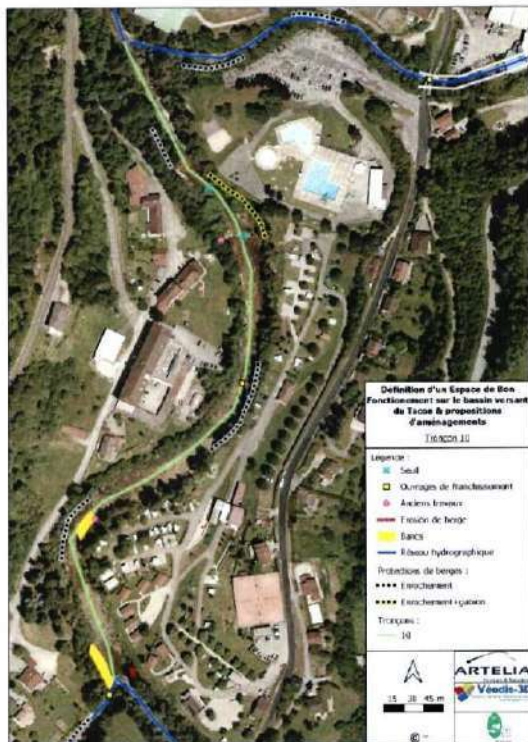 Définition d'un Espace de Bon
Fonctionement sur le bassin versant
du Tacon & propositions
d'aménagements
Tronçon 10
Légende :
Seuil
Ouvrages de franchissement
Anciens travaux
Erosion de berge
Bancs
Réseau hydrographique
Protections de berges :
Enrochement
Enrochement+gabion
Tronçons :
10
15 30 45 m
ARTELIA
©